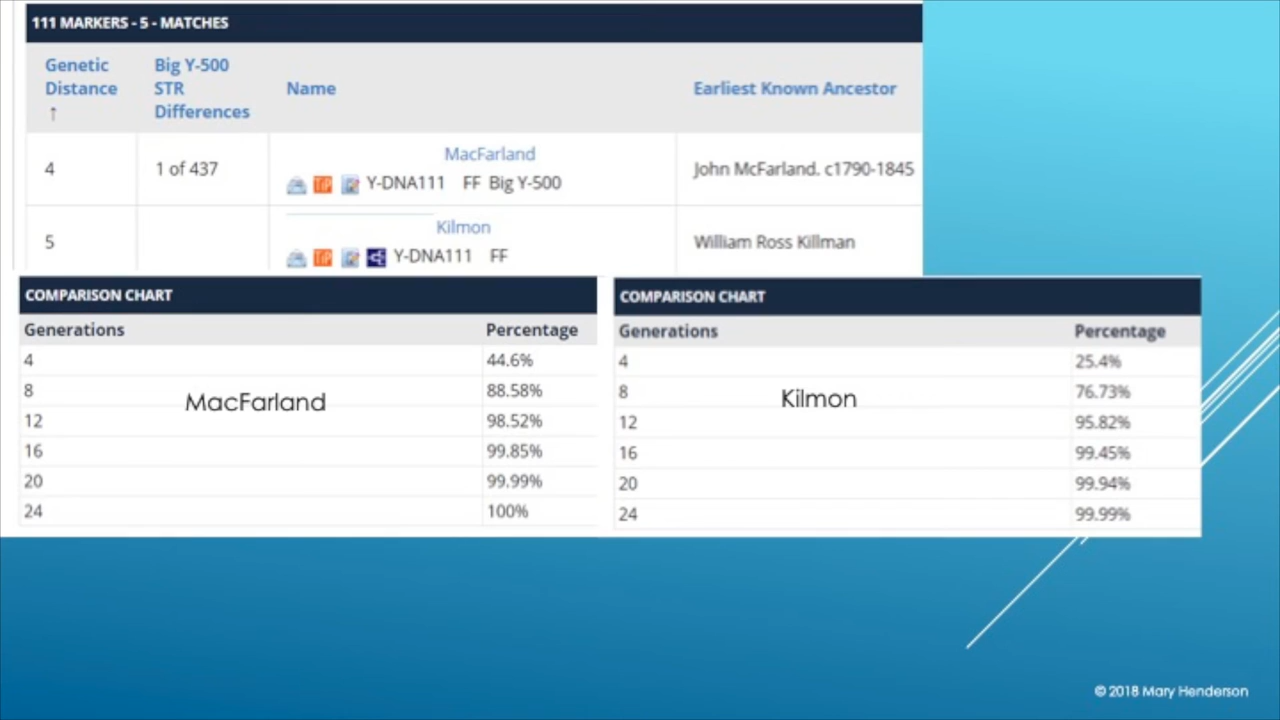 111 MARKERS - 5 - MATCHES
Genetic Distance ↑ Big Y-500 STR Differences Name Earliest Known Ancestor
4 1 of 437 MacFarland John McFarland. c1790-1845
TiP Y-DNA111 FF Big Y-500
5 Kilmon William Ross Killman
TiP Y-DNA111 FF
COMPARISON CHART
Generations Percentage
4 44.6%
8 88.58%
MacFarland
12 98.52%
16 99.85%
20 99.99%
24 100%
COMPARISON CHART
Generations Percentage
4 25.4%
8 76.73%
Kilmon
12 95.82%
16 99.45%
20 99.94%
24 99.99%
© 2018 Mary Henderson